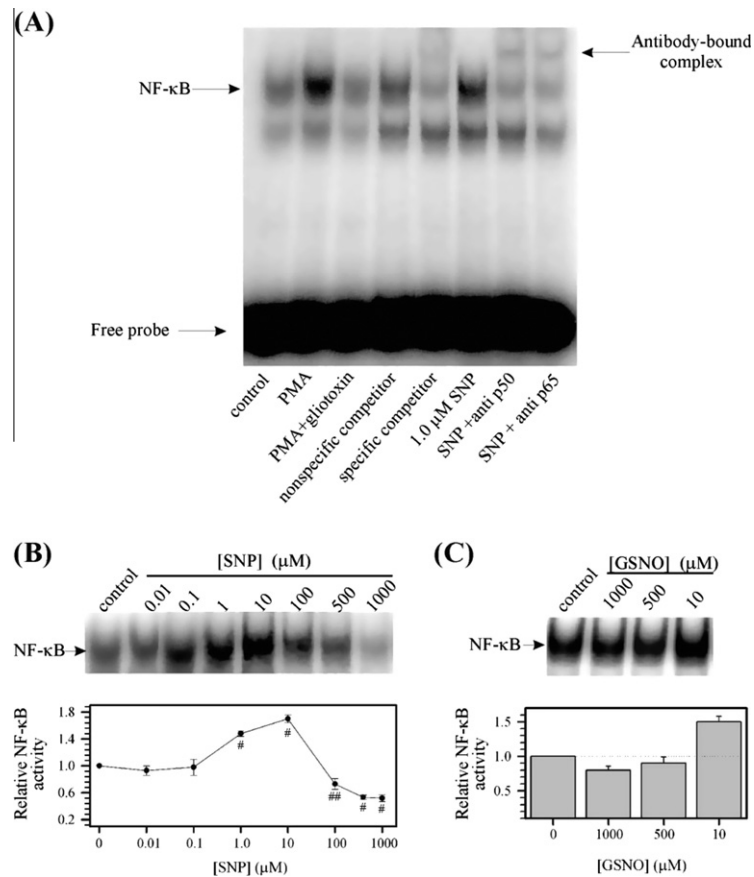 (A)
Antibody-bound
complex
NF-κB
Free probe
control
PMA
PMA+gliotoxin
nonspecific competitor
specific competitor
1.0 μM SNP
SNP +anti p50
SNP + anti p65
(B)
[SNP] (μM)
control
0.01
0.1
1
10
100
500
1000
NF-κB
Relative NF-κB
activity
1.8
1.4
1.0
0.6
0.2
#
#
##
#
#
0
0.01
0.1
1.0
10
100
1000
[SNP] (μM)
(C)
[GSNO] (μM)
control
1000
500
10
NF-κB
Relative NF-κB
activity
1.5
1.0
0.5
0
1000
500
10
[GSNO] (μM)